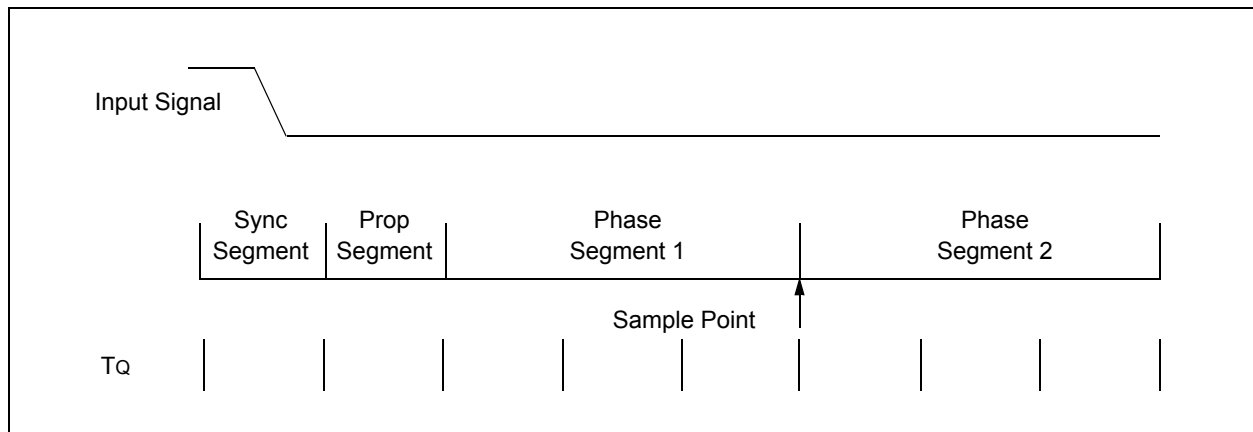 Input Signal
Sync
Segment
Prop
Segment
Phase
Segment 1
Phase
Segment 2
Sample Point
TQ